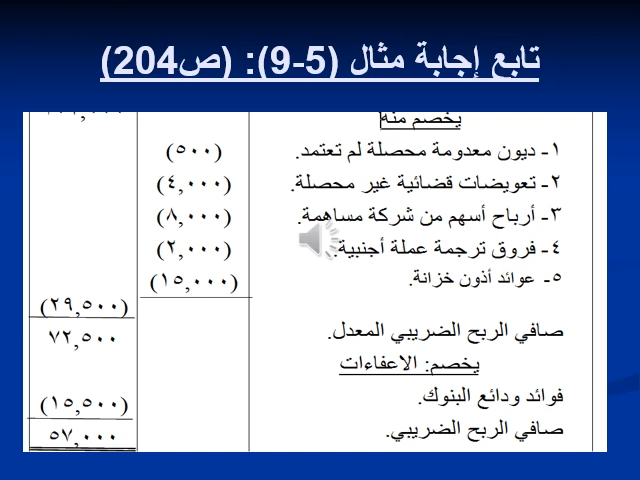 تابع إجابة مثال (5-9): (ص204)
يخصم منه
١- ديون معدومة محصلة لم تعتمد. (٥٠٠)
٢- تعويضات قضائية غير محصلة. (٤,٠٠٠)
٣- أرباح أسهم من شركة مساهمة. (٨,٠٠٠)
٤- فروق ترجمة عملة أجنبية. (٢,٠٠٠)
٥- عوائد أذون خزانة. (١٥,٠٠٠)
(٢٩,٥٠٠)
صافي الربح الضريبي المعدل. ٧٢,٥٠٠
يخصم: الاعفاءات
فوائد ودائع البنوك. (١٥,٥٠٠)
صافي الربح الضريبي. ٥٧,٠٠٠